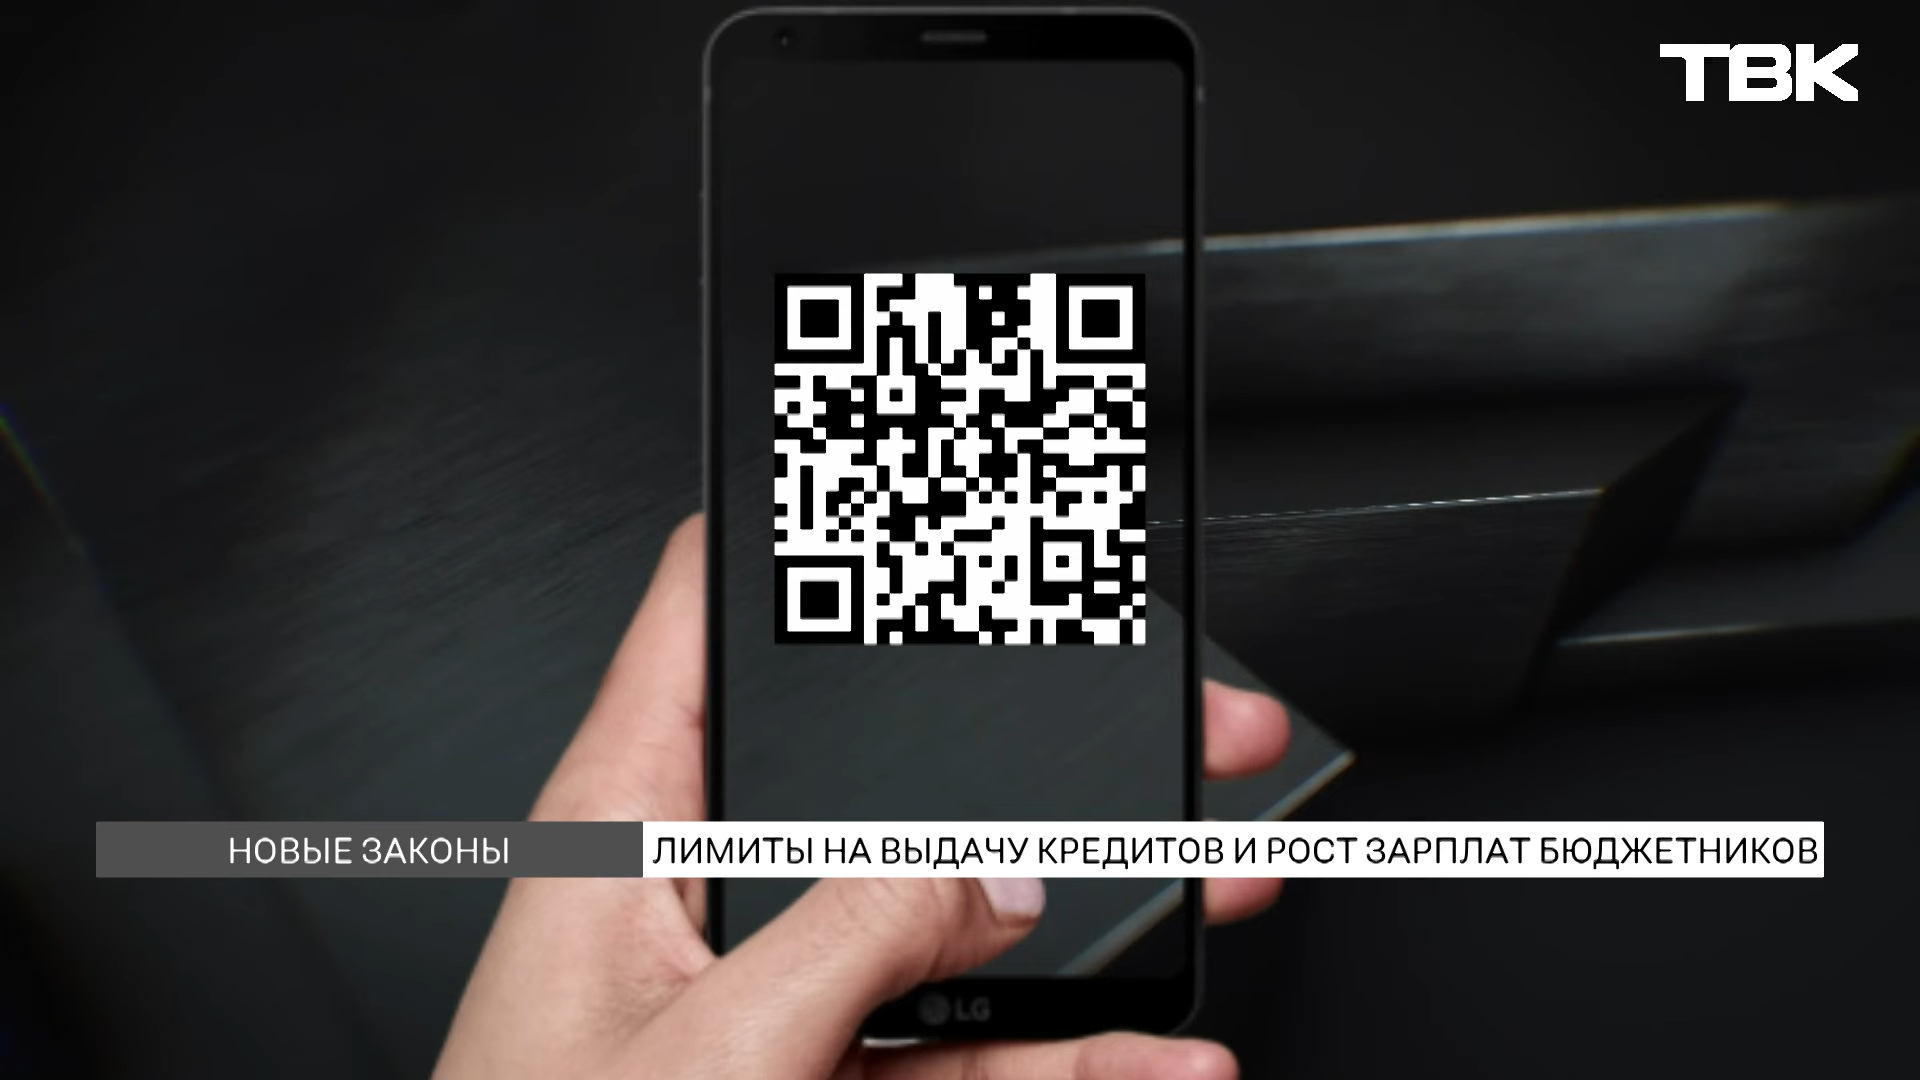 ТВК
НОВЫЕ ЗАКОНЫ
ЛИМИТЫ НА ВЫДАЧУ КРЕДИТОВ И РОСТ ЗАРПЛАТ БЮДЖЕТНИКОВ
LG